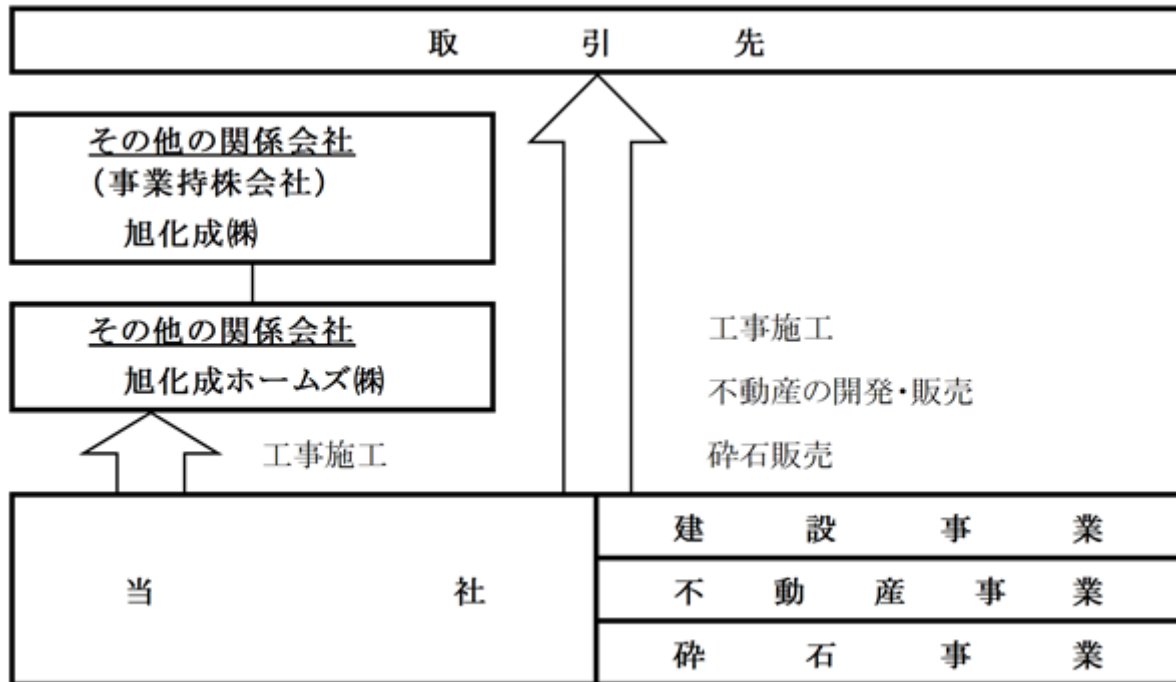 取引先
その他の関係会社
（事業持株会社）
旭化成㈱
その他の関係会社
旭化成ホームズ㈱
工事施工
工事施工
不動産の開発・販売
砕石販売
当社
建設事業
不動産事業
砕石事業